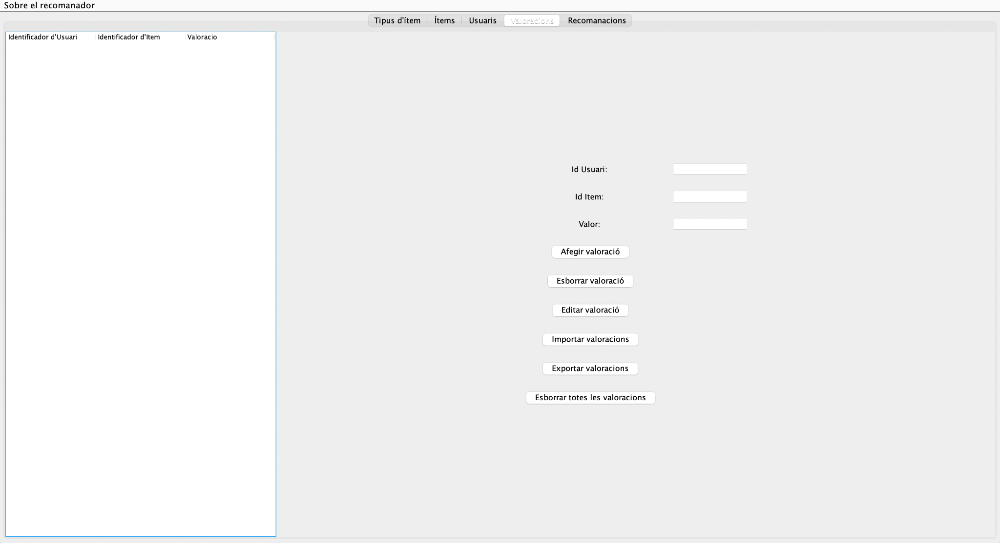 Sobre el recomanador
Tipus d'ítem Ítems Usuaris Valoracions Recomanacions
Identificador d'Usuari Identificador d'Item Valoracio
Id Usuari:
Id Item:
Valor:
Afegir valoració
Esborrar valoració
Editar valoració
Importar valoracions
Exportar valoracions
Esborrar totes les valoracions